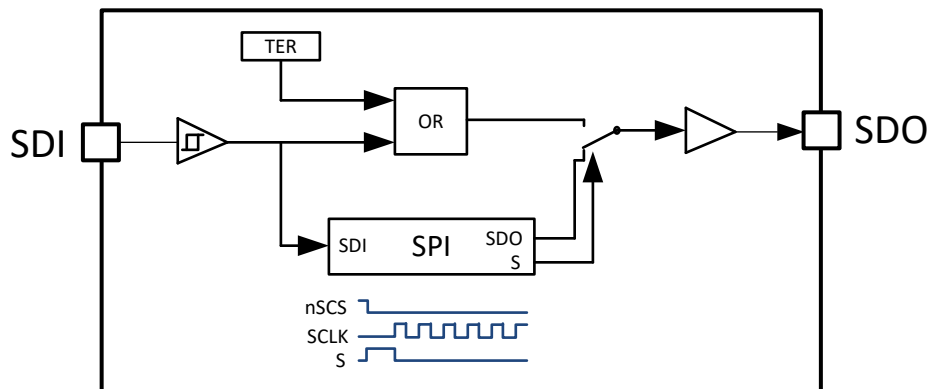 TER
OR
SDI
SDO
SDI
SPI
SDO
S
nSCS
SCLK
S